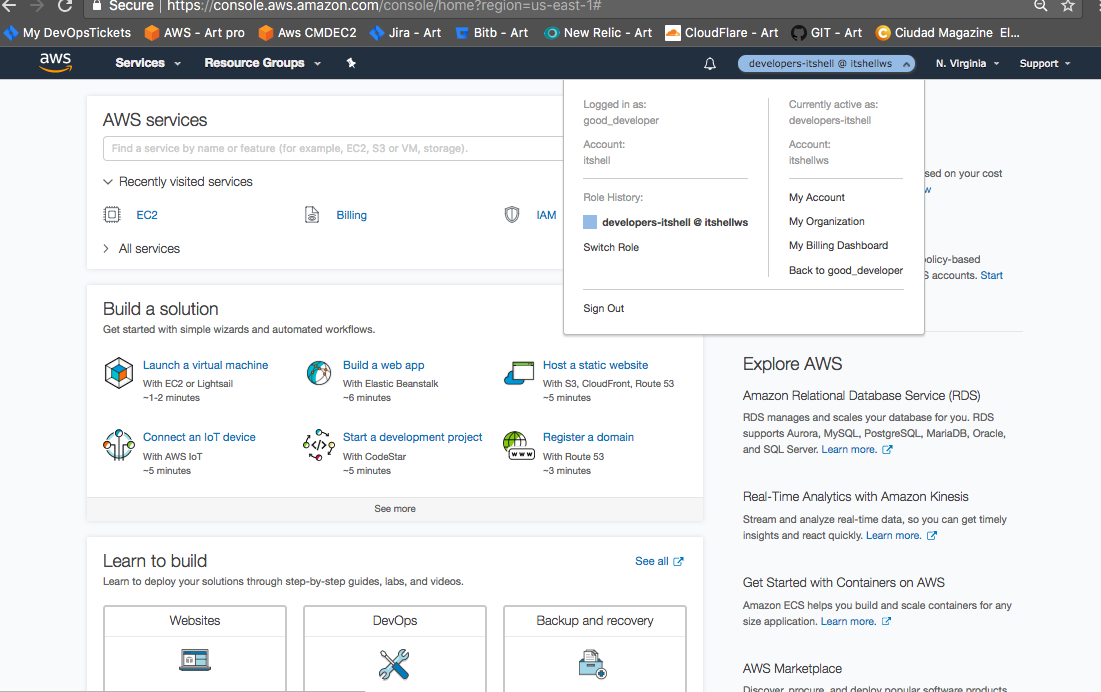 Secure https://console.aws.amazon.com/console/home?region=us-east-1#
My DevOpsTickets AWS - Art pro Aws CMDEC2 Jira - Art Bitb - Art New Relic - Art CloudFlare - Art GIT - Art Ciudad Magazine El...
aws Services Resource Groups developers-itshell @ itshellws N. Virginia Support
Logged in as:
good_developer
Account:
itshell
Role History:
developers-itshell @ itshellws
Switch Role
Currently active as:
developers-itshell
Account:
itshellws
My Account
My Organization
My Billing Dashboard
Back to good_developer
Sign Out
AWS services
Find a service by name or feature (for example, EC2, S3 or VM, storage).
Recently visited services
EC2 Billing IAM
All services
on your cost
accounts. Start
Build a solution
Get started with simple wizards and automated workflows.
Launch a virtual machine
With EC2 or Lightsail
~1-2 minutes
Build a web app
With Elastic Beanstalk
~6 minutes
Host a static website
With S3, CloudFront, Route 53
~5 minutes
Connect an IoT device
With AWS IoT
~5 minutes
Start a development project
With CodeStar
~5 minutes
Register a domain
With Route 53
~3 minutes
See more
Learn to build
See all
Learn to deploy your solutions through step-by-step guides, labs, and videos.
Websites DevOps Backup and recovery
Explore AWS
Amazon Relational Database Service (RDS)
RDS manages and scales your database for you. RDS
supports Aurora, MySQL, PostgreSQL, MariaDB, Oracle,
and SQL Server. Learn more.
Real-Time Analytics with Amazon Kinesis
Stream and analyze real-time data, so you can get timely
insights and react quickly. Learn more.
Get Started with Containers on AWS
Amazon ECS helps you build and scale containers for any
size application. Learn more.
AWS Marketplace
Discover, procure, and deploy popular software products